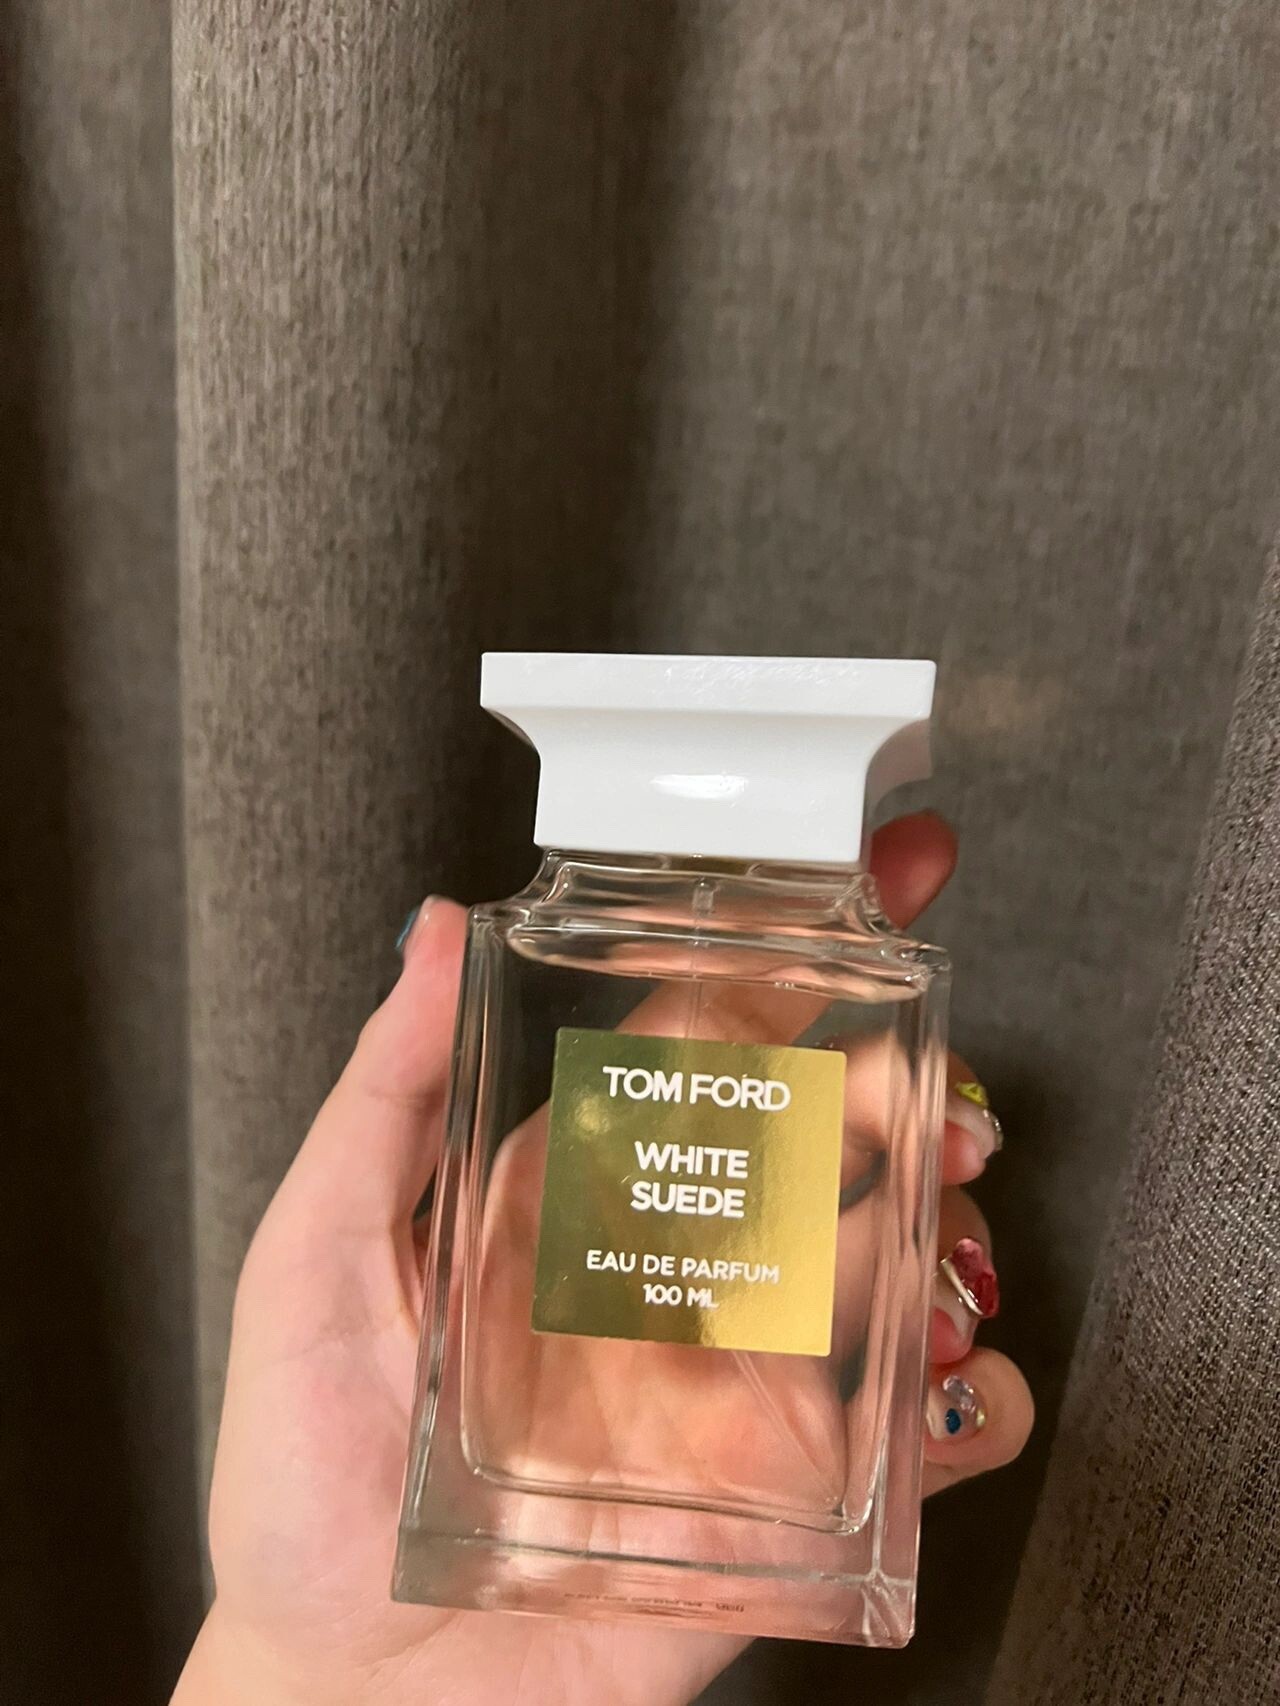 TOM FORD
WHITE
SUEDE
EAU DE PARFUM
100 ML